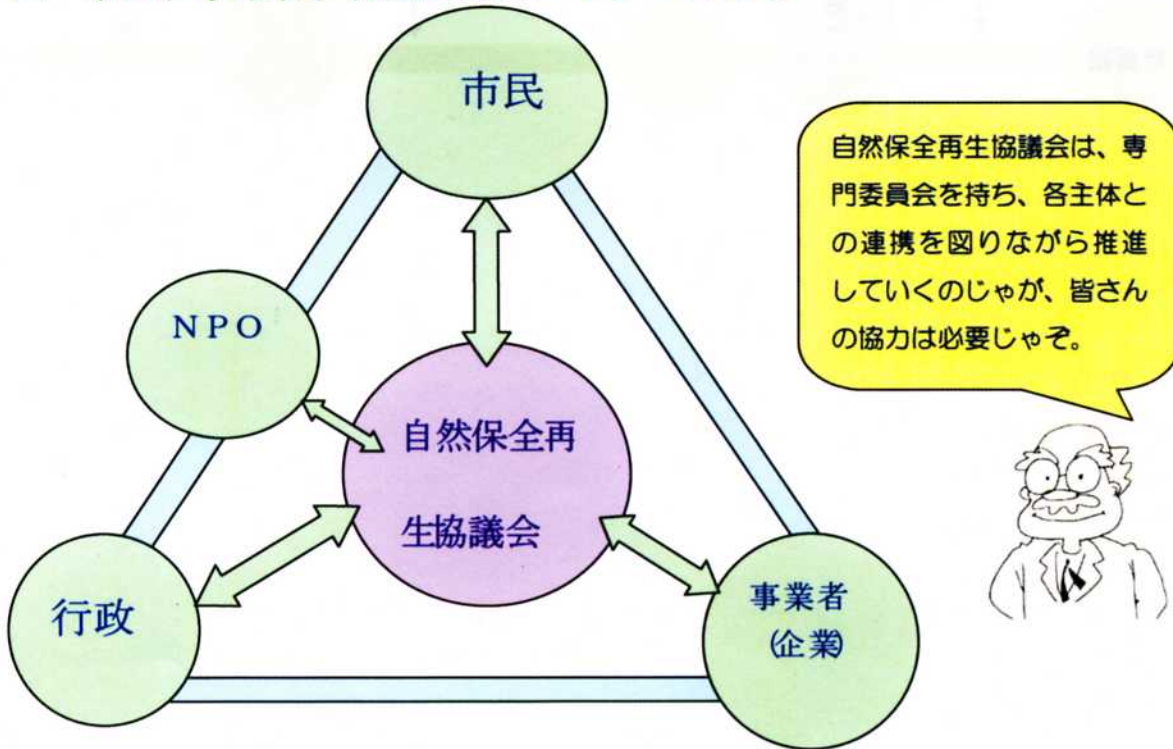 市民
自然保全再生協議会は、専
門委員会を持ち、各主体と
の連携を図りながら推進
していくのじゃが、皆さん
の協力は必要じゃぞ。
NPO
自然保全再
生協議会
行政
事業者
(企業)